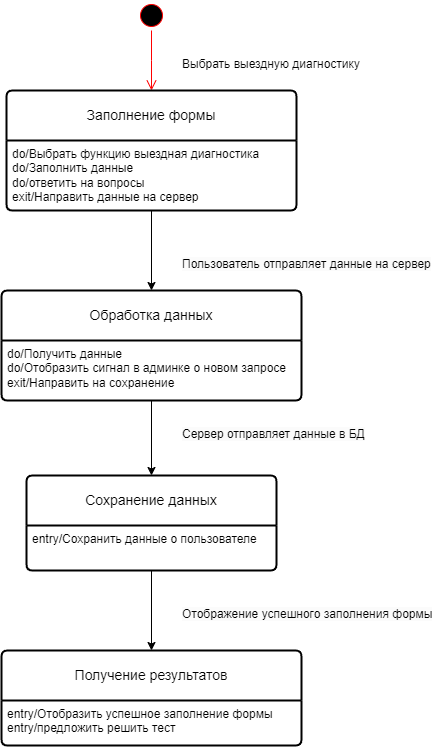 Выбрать выездную диагностику
Заполнение формы
do/Выбрать функцию выездная диагностика
do/Заполнить данные
do/ответить на вопросы
exit/Направить данные на сервер
Пользователь отправляет данные на сервер
Обработка данных
do/Получить данные
do/Отобразить сигнал в админке о новом запросе
exit/Направить на сохранение
Сервер отправляет данные в БД
Сохранение данных
entry/Сохранить данные о пользователе
Отображение успешного заполнения формы
Получение результатов
entry/Отобразить успешное заполнение формы
entry/предложить решить тест